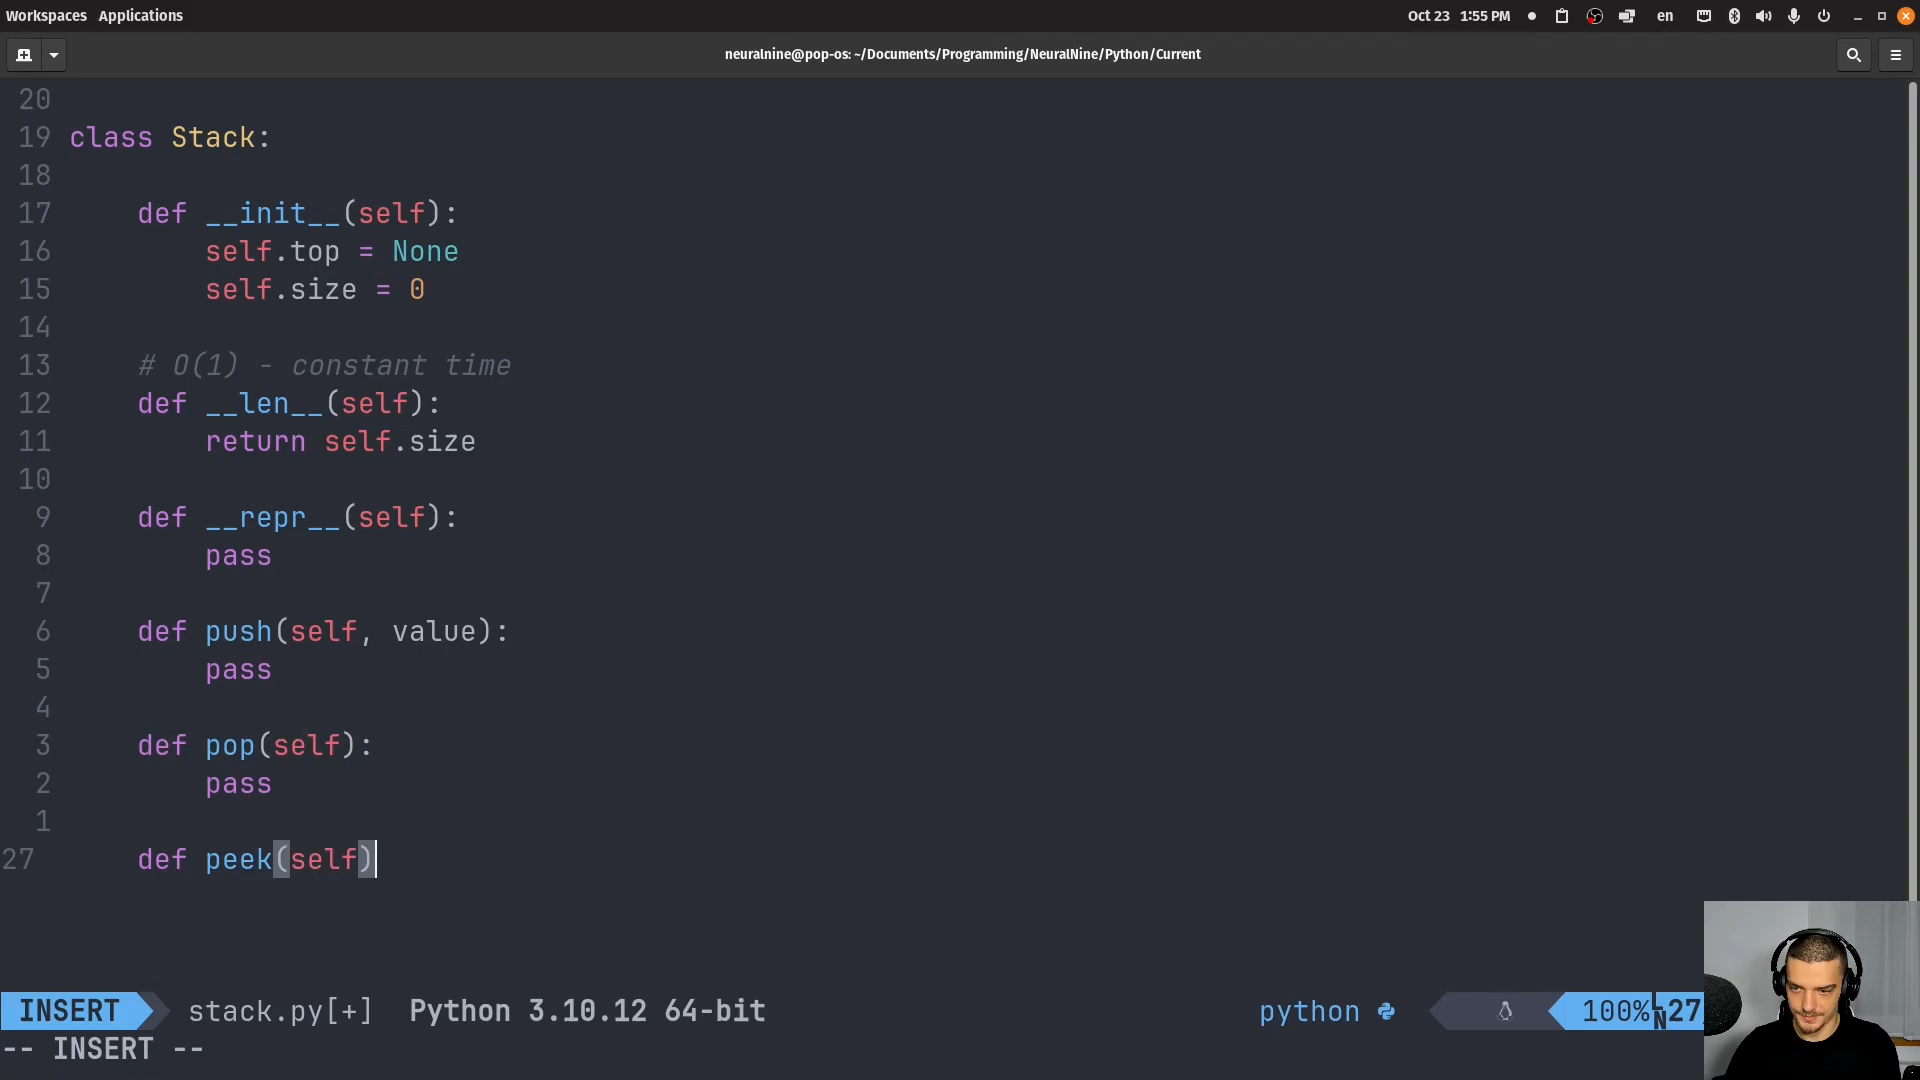 Workspaces Applications
Oct 23 1:55 PM en
neuralnine@pop-os: ~/Documents/Programming/NeuralNine/Python/Current
20
19 class Stack:
18
17 def __init__(self):
16 self.top = None
15 self.size = 0
14
13 # O(1) - constant time
12 def __len__(self):
11 return self.size
10
9 def __repr__(self):
8 pass
7
6 def push(self, value):
5 pass
4
3 def pop(self):
2 pass
1
27 def peek(self)
INSERT stack.py[+] Python 3.10.12 64-bit python 100% LN 27
-- INSERT --